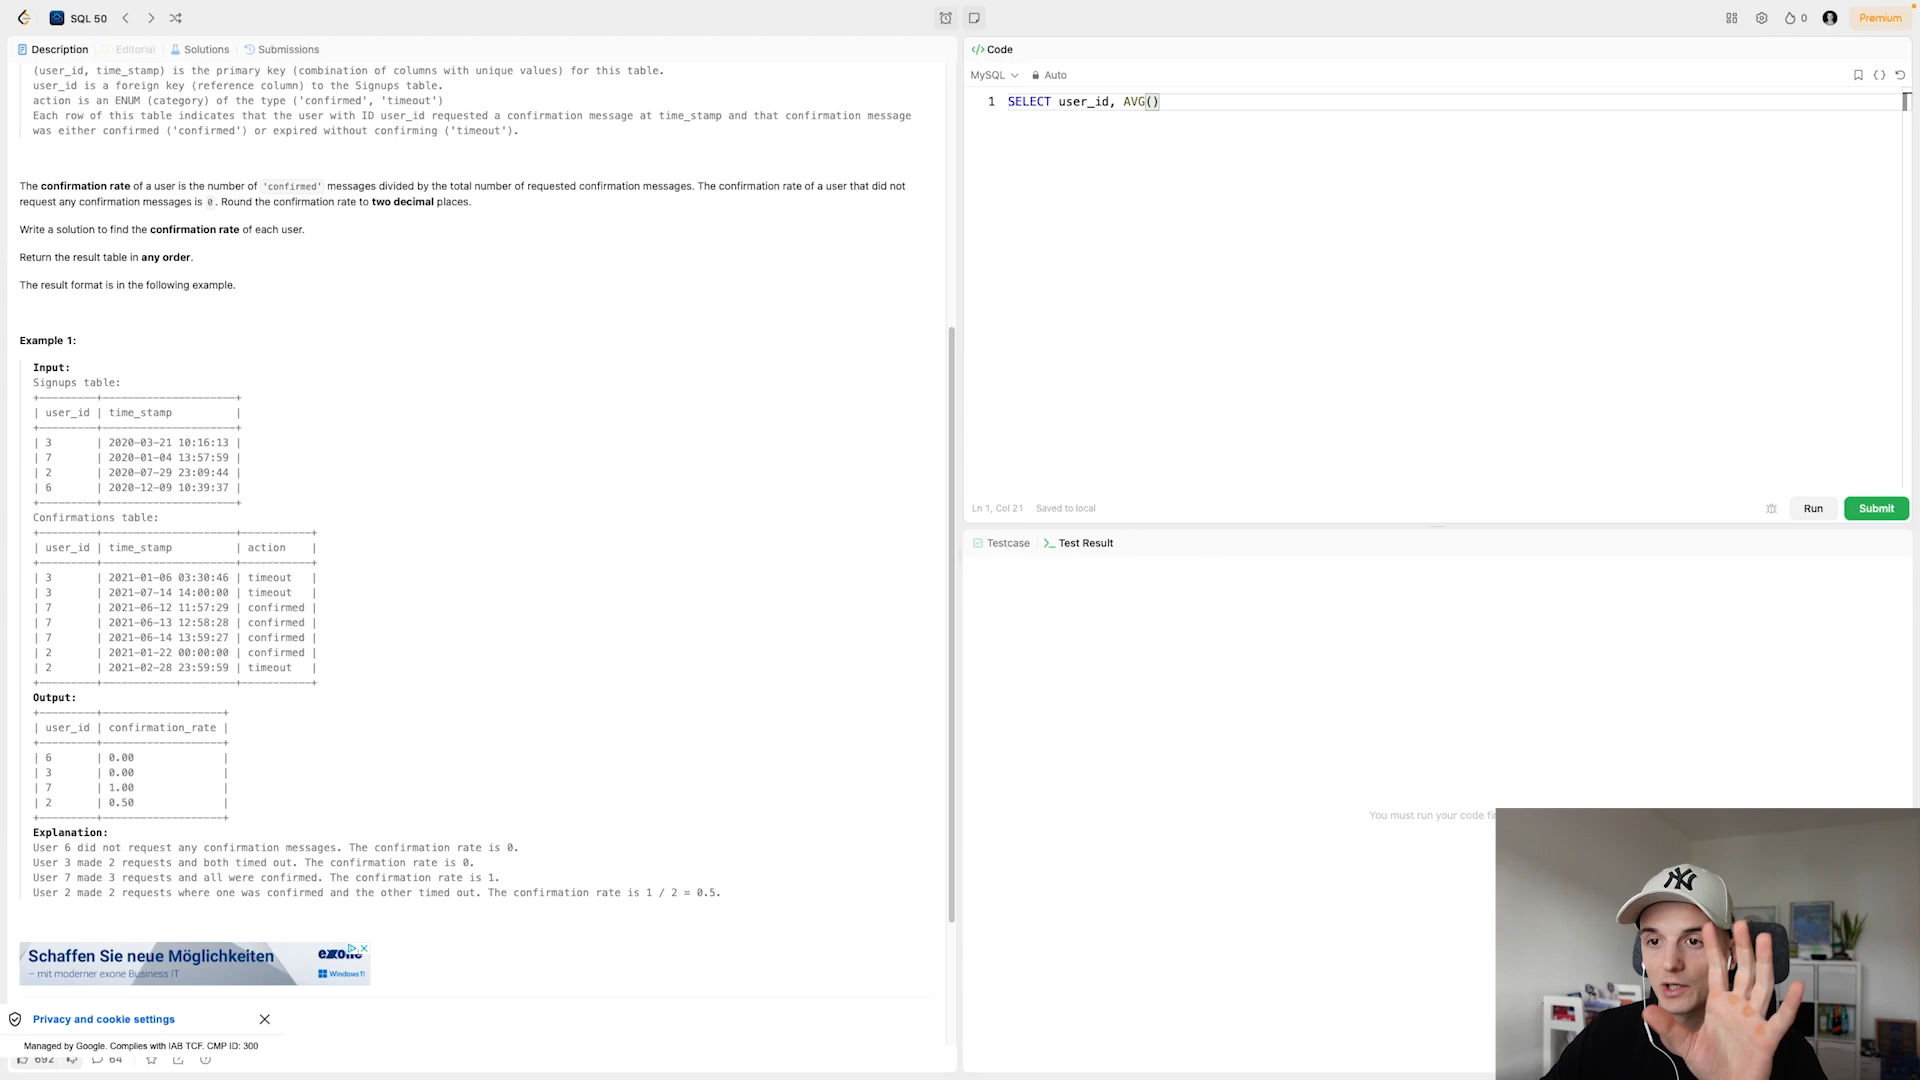 SQL 50
0
Premium
Description
Editorial
Solutions
Submissions
(user_id, time_stamp) is the primary key (combination of columns with unique values) for this table.
user_id is a foreign key (reference column) to the Signups table.
action is an ENUM (category) of the type ('confirmed', 'timeout')
Each row of this table indicates that the user with ID user_id requested a confirmation message at time_stamp and that confirmation message
was either confirmed ('confirmed') or expired without confirming ('timeout').
The confirmation rate of a user is the number of 'confirmed' messages divided by the total number of requested confirmation messages. The confirmation rate of a user that did not
request any confirmation messages is 0. Round the confirmation rate to two decimal places.
Write a solution to find the confirmation rate of each user.
Return the result table in any order.
The result format is in the following example.
Example 1:
Input:
Signups table:
+---------+---------------------+
| user_id | time_stamp          |
+---------+---------------------+
| 3       | 2020-03-21 10:16:13 |
| 7       | 2020-01-04 13:57:59 |
| 2       | 2020-07-29 23:09:44 |
| 6       | 2020-12-09 10:39:37 |
+---------+---------------------+
Confirmations table:
+---------+---------------------+-----------+
| user_id | time_stamp          | action    |
+---------+---------------------+-----------+
| 3       | 2021-01-06 03:30:46 | timeout   |
| 3       | 2021-07-14 14:00:00 | timeout   |
| 7       | 2021-06-12 11:57:29 | confirmed |
| 7       | 2021-06-13 12:58:28 | confirmed |
| 7       | 2021-06-14 13:59:27 | confirmed |
| 2       | 2021-01-22 00:00:00 | confirmed |
| 2       | 2021-02-28 23:59:59 | timeout   |
+---------+---------------------+-----------+
Output:
+---------+-------------------+
| user_id | confirmation_rate |
+---------+-------------------+
| 6       | 0.00              |
| 3       | 0.00              |
| 7       | 1.00              |
| 2       | 0.50              |
+---------+-------------------+
Explanation:
User 6 did not request any confirmation messages. The confirmation rate is 0.
User 3 made 2 requests and both timed out. The confirmation rate is 0.
User 7 made 3 requests and all were confirmed. The confirmation rate is 1.
User 2 made 2 requests where one was confirmed and the other timed out. The confirmation rate is 1 / 2 = 0.5.
Schaffen Sie neue Möglichkeiten
– mit moderner exone Business IT
exone
Windows 11
Privacy and cookie settings
Managed by Google. Complies with IAB TCF. CMP ID: 300
692
64
</> Code
MySQL
Auto
1 SELECT user_id, AVG()
Ln 1, Col 21
Saved to local
Run
Submit
Testcase
Test Result
You must run your code
NY